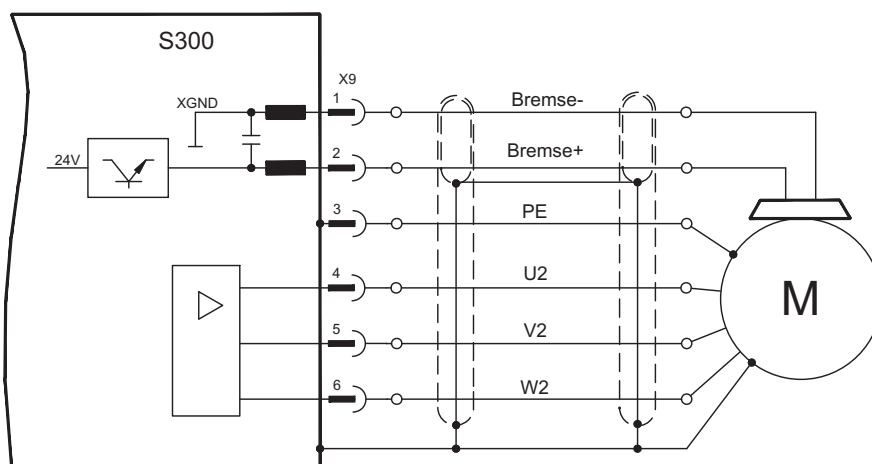 S300
X9
XGND
1
Bremse-
24V
2
Bremse+
3
PE
4
U2
5
V2
6
W2
M